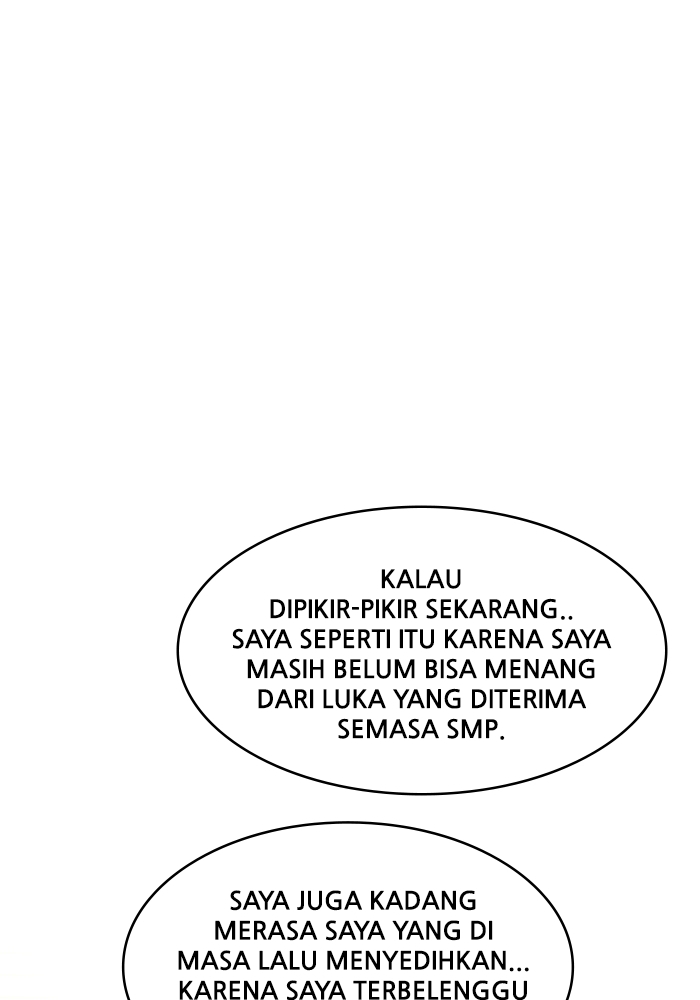 KALAU
DIPIKIR-PIKIR SEKARANG..
SAYA SEPERTI ITU KARENA SAYA
MASIH BELUM BISA MENANG
DARI LUKA YANG DITERIMA
SEMASA SMP.
SAYA JUGA KADANG
MERASA SAYA YANG DI
MASA LALU MENYEDIHKAN...
KARENA SAYA TERBELENGGU